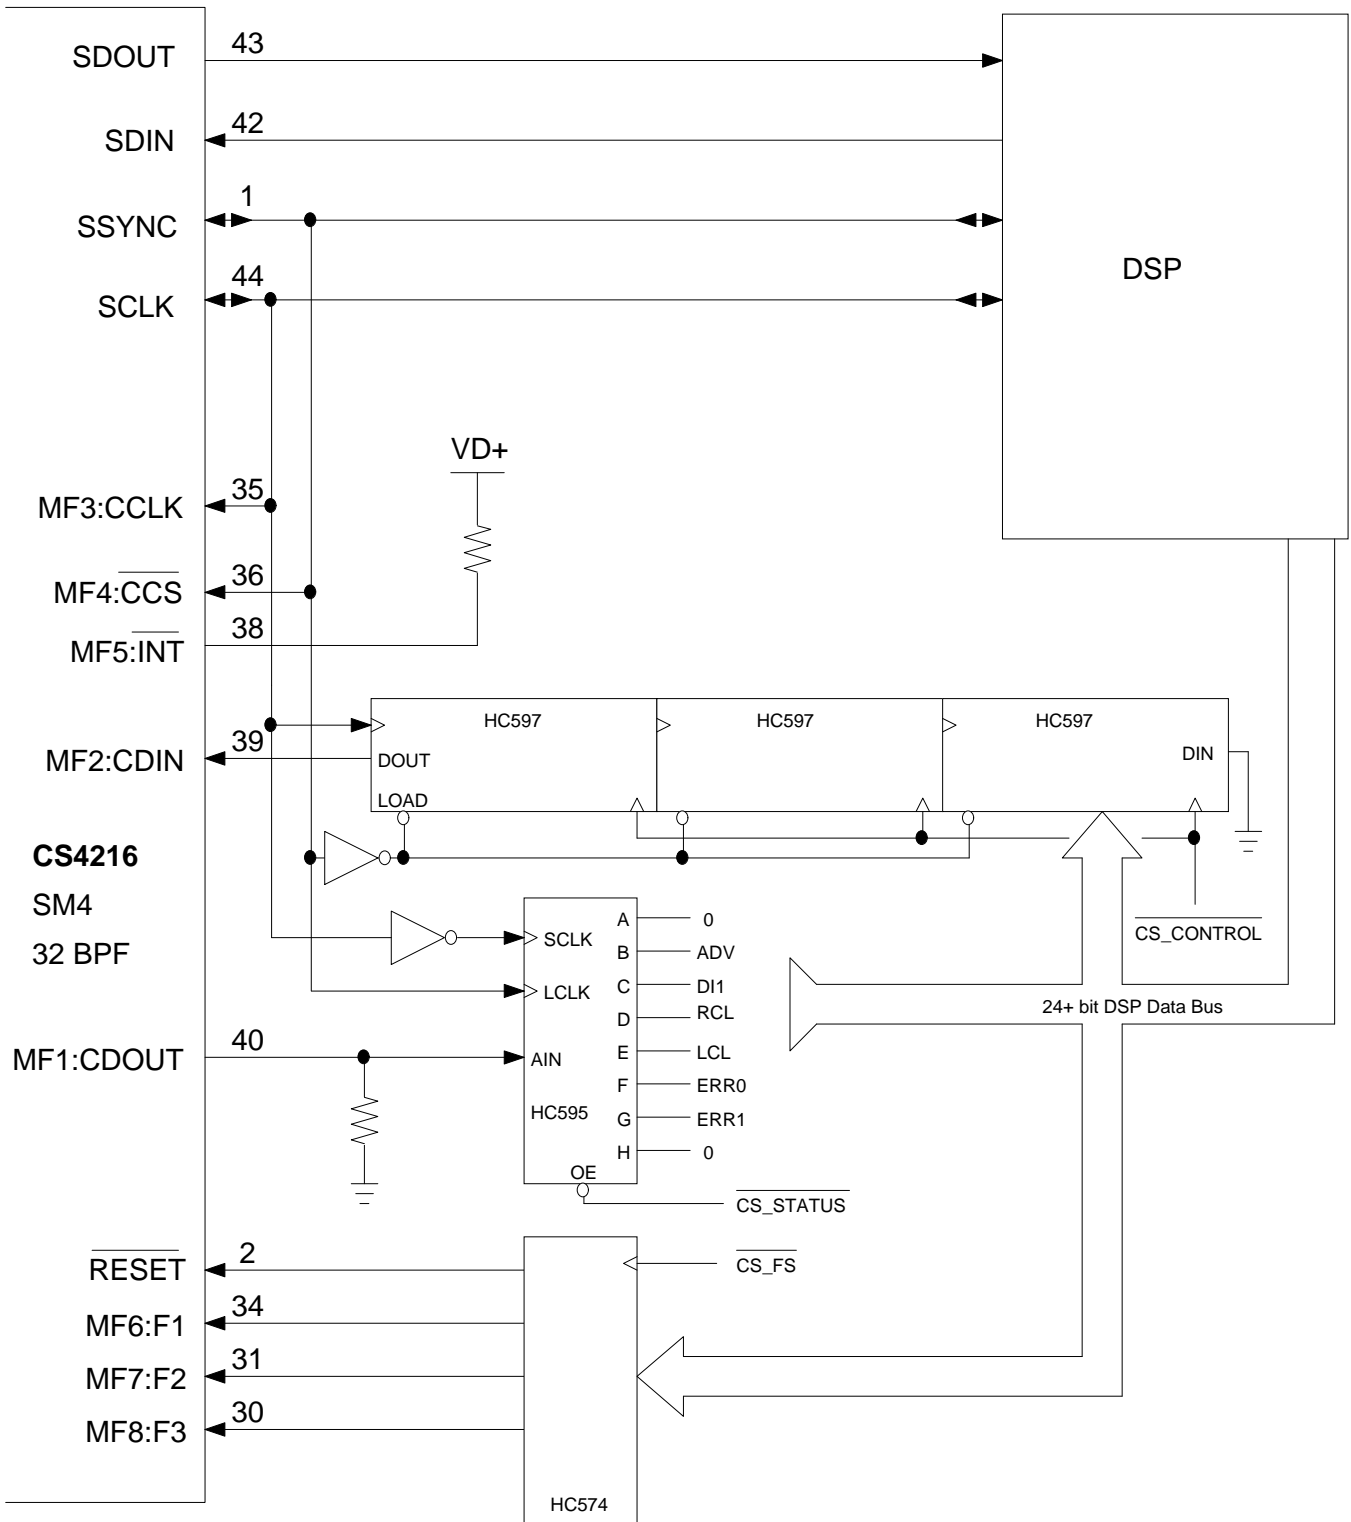 SDOUT 43
SDIN 42
SSYNC 1
SCLK 44
DSP
VD+
MF3:CCLK 35
MF4:CCS 36
MF5:INT 38
MF2:CDIN 39
HC597 HC597 HC597
DOUT DIN
LOAD
CS4216
SM4
32 BPF
CS_CONTROL
SCLK
LCLK
AIN
HC595
OE
A 0
B ADV
C DI1
D RCL
E LCL
F ERR0
G ERR1
H 0
24+ bit DSP Data Bus
MF1:CDOUT 40
CS_STATUS
RESET 2
CS_FS
MF6:F1 34
MF7:F2 31
MF8:F3 30
HC574